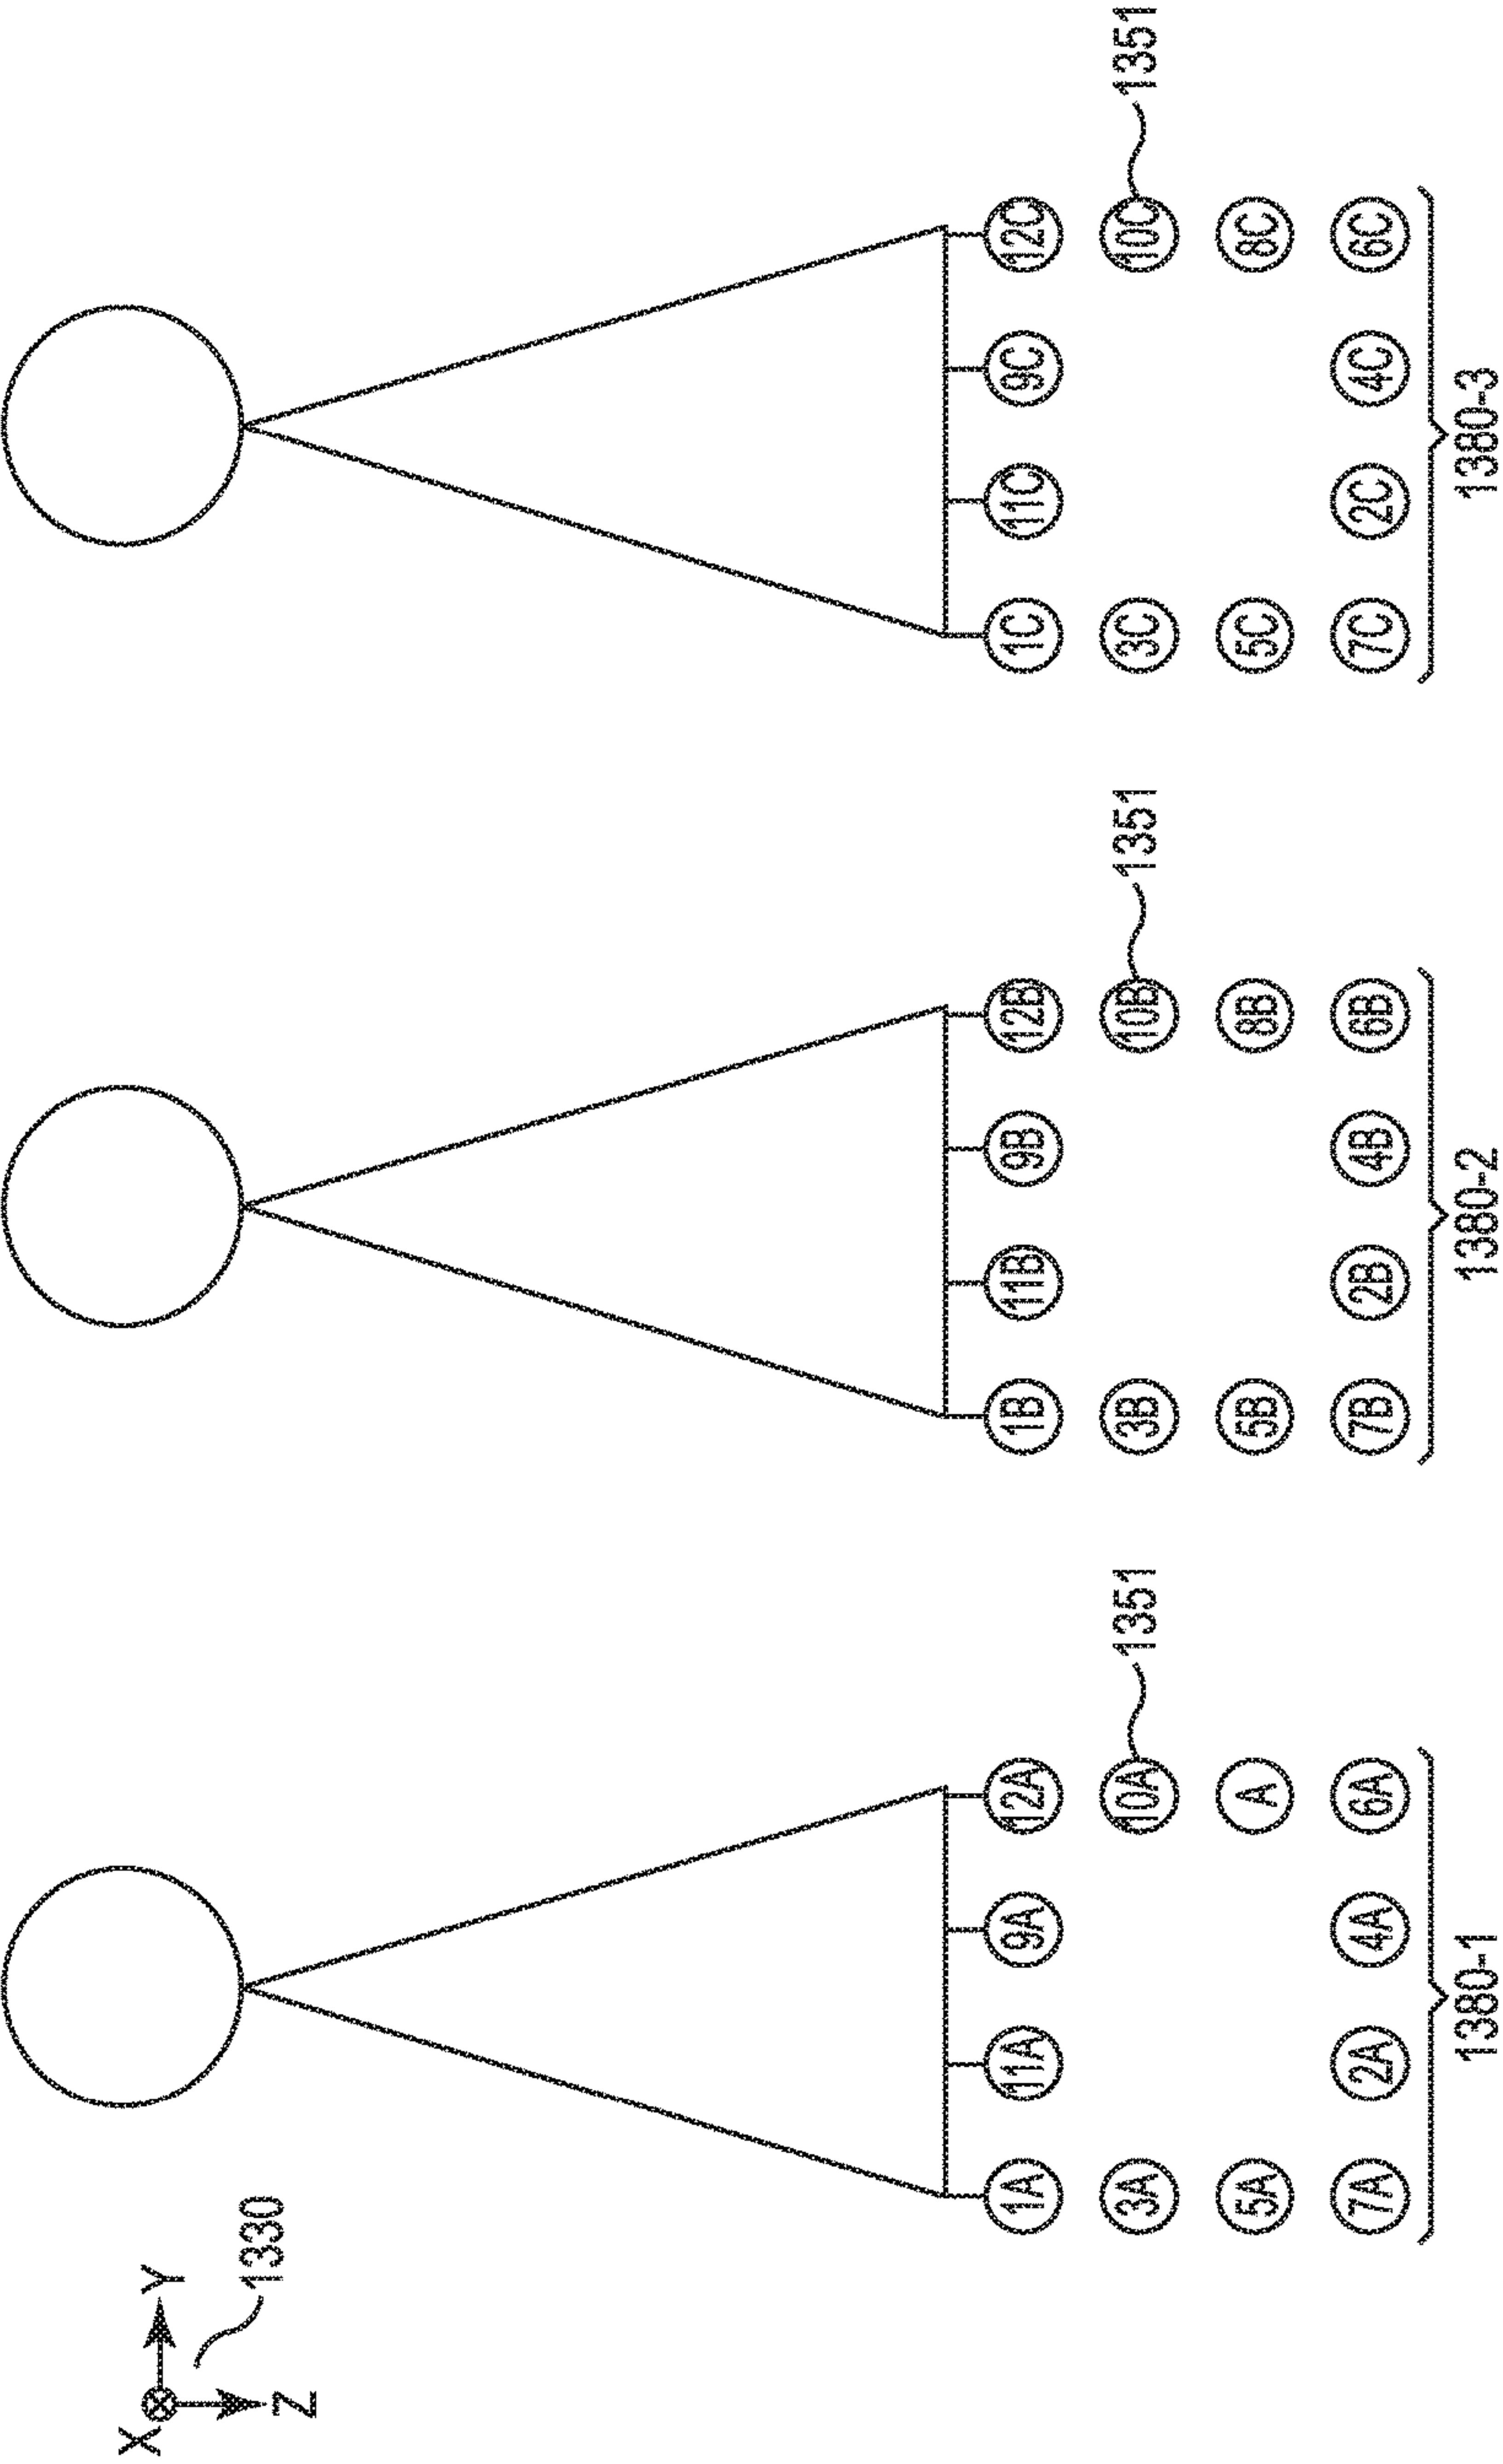 X Y
Z 1330
1A 11A 9A 12A 1B 11B 9B 12B 1C 11C 9C 12C
3A 10A 1351 3B 10B 1351 3C 10C 1351
5A A 5B 8B 5C 8C
7A 2A 4A 6A 7B 2B 4B 6B 7C 2C 4C 6C
1380-1 1380-2 1380-3